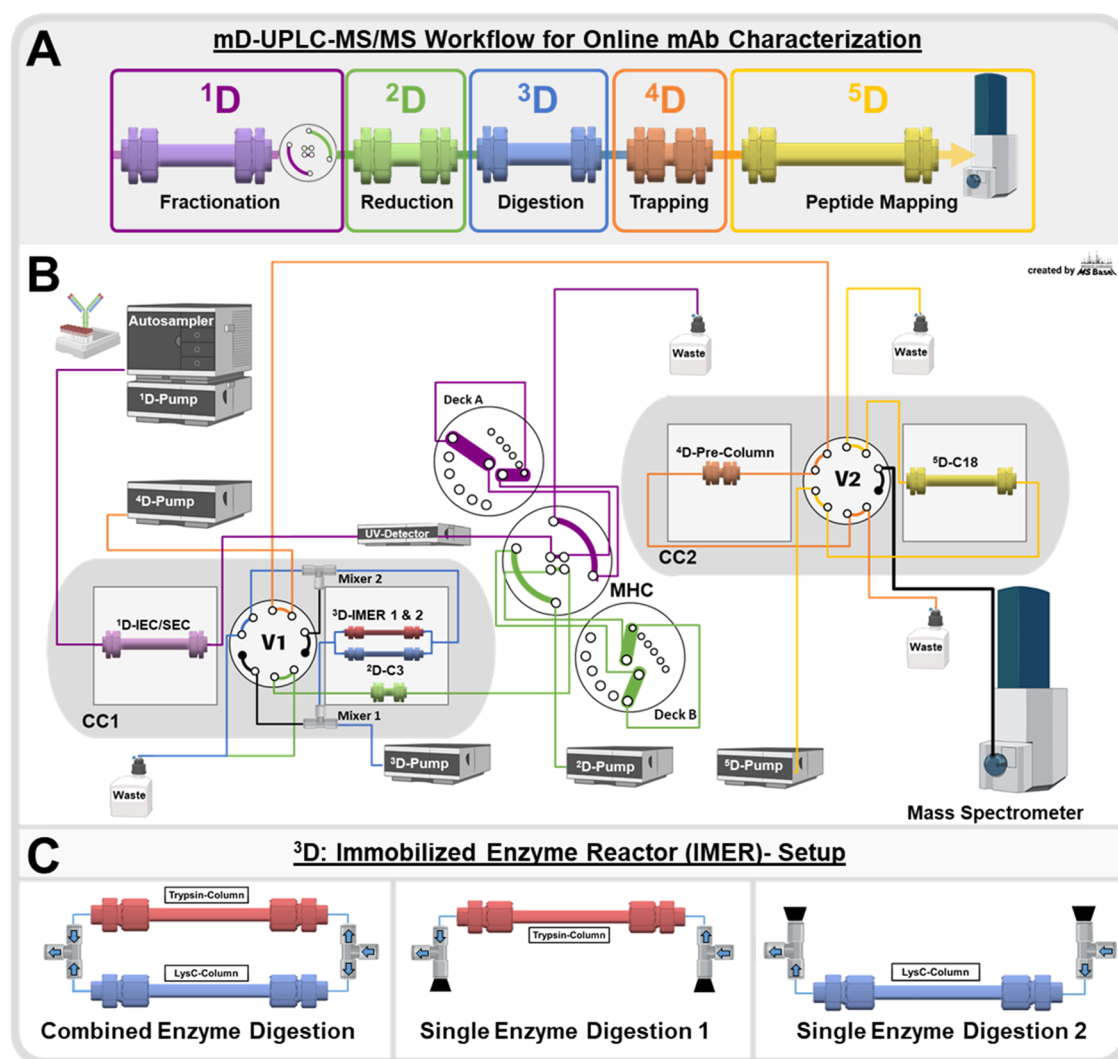 A
mD-UPLC-MS/MS Workflow for Online mAb Characterization
¹D
²D
³D
⁴D
⁵D
Fractionation
Reduction
Digestion
Trapping
Peptide Mapping
B
created by MS Base
Autosampler
¹D-Pump
Waste
Waste
Deck A
⁴D-Pre-Column
V2
⁵D-C18
⁴D-Pump
UV-Detector
CC2
MHC
Mixer 2
¹D-IEC/SEC
V1
³D-IMER 1 & 2
²D-C3
Waste
CC1
Mixer 1
Deck B
Waste
³D-Pump
²D-Pump
⁵D-Pump
Mass Spectrometer
C
³D: Immobilized Enzyme Reactor (IMER)- Setup
Trypsin-Column
LysC-Column
Combined Enzyme Digestion
Trypsin-Column
Single Enzyme Digestion 1
LysC-Column
Single Enzyme Digestion 2